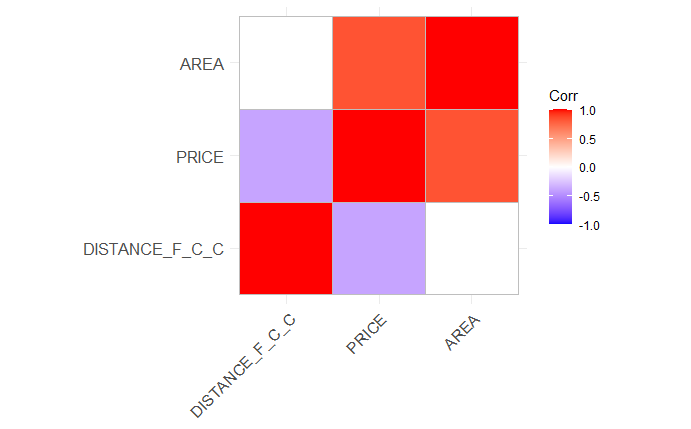 AREA
PRICE
DISTANCE_F_C_C
DISTANCE_F_C_C
PRICE
AREA
Corr
1.0
0.5
0.0
-0.5
-1.0